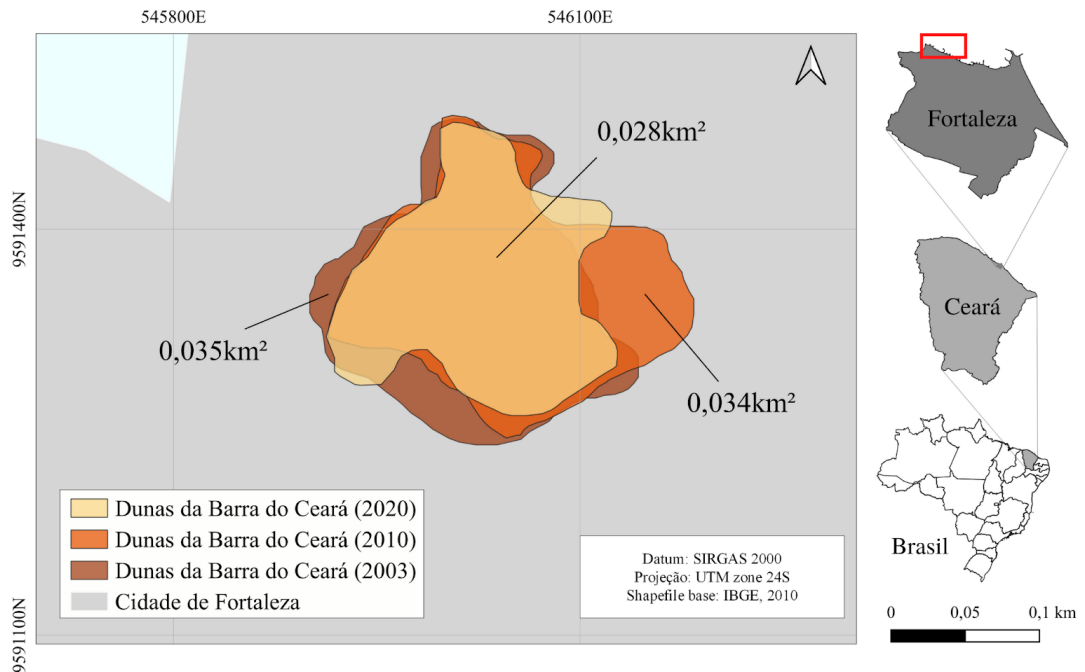 545800E
546100E
9591400N
9591100N
0,028km²
0,035km²
0,034km²
Dunas da Barra do Ceará (2020)
Dunas da Barra do Ceará (2010)
Dunas da Barra do Ceará (2003)
Cidade de Fortaleza
Datum: SIRGAS 2000
Projeção: UTM zone 24S
Shapefile base: IBGE, 2010
Fortaleza
Ceará
Brasil
0 0,05 0,1 km